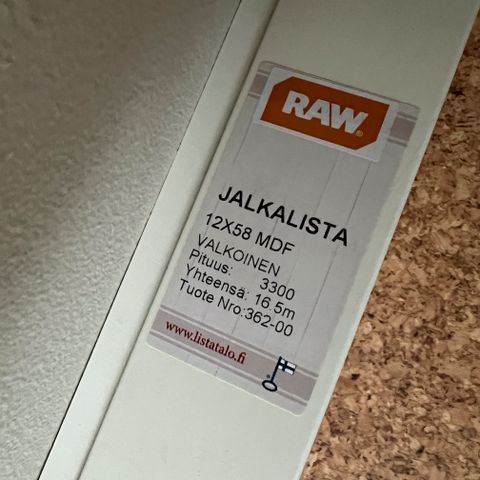 RAW®
JALKALISTA
12X58 MDF
VALKOINEN
Pituus: 3300
Yhteensä: 16,5m
Tuote Nro:362-00
www.listatalo.fi